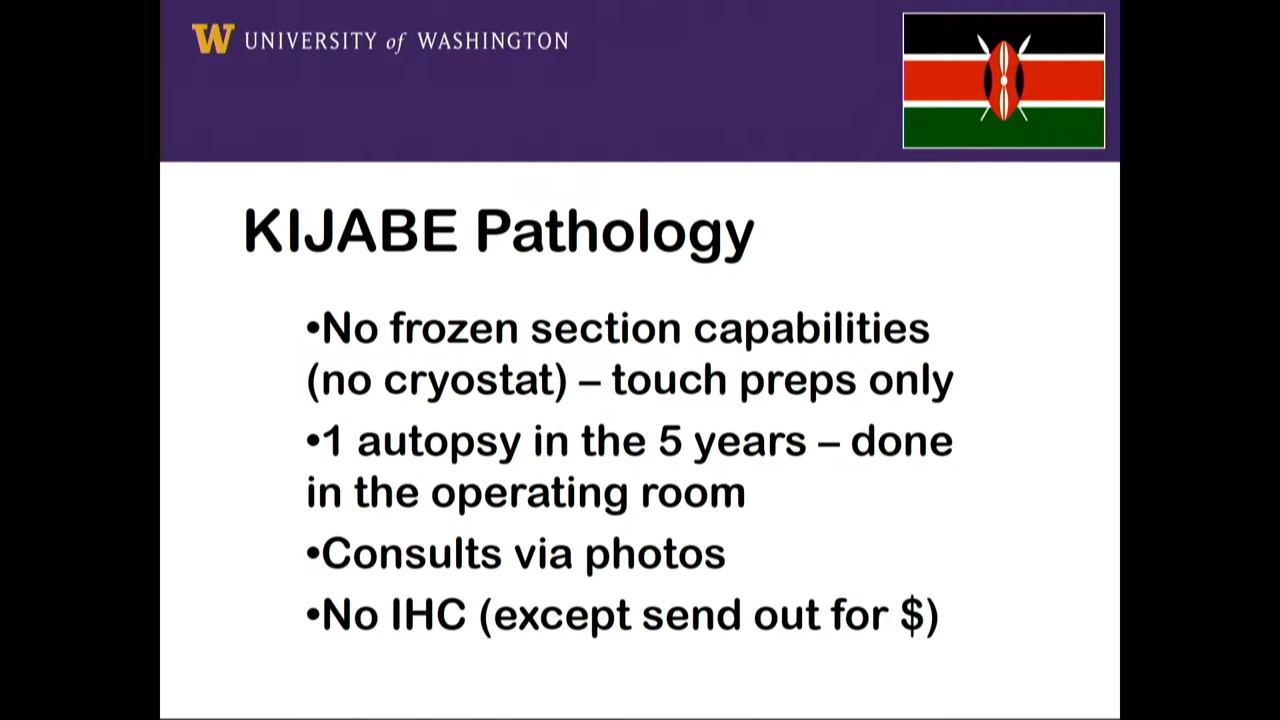 W UNIVERSITY of WASHINGTON
KIJABE Pathology
•No frozen section capabilities
(no cryostat) – touch preps only
•1 autopsy in the 5 years – done
in the operating room
•Consults via photos
•No IHC (except send out for $)